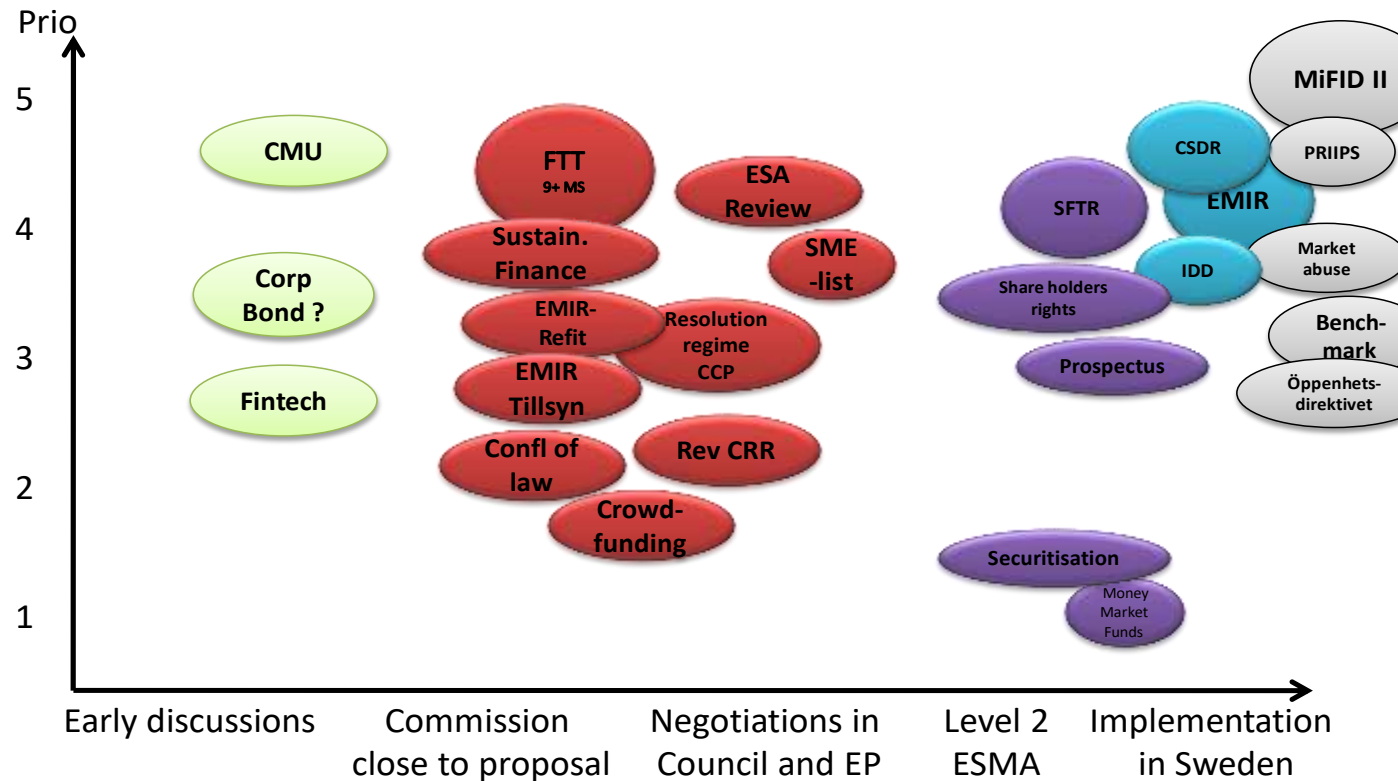 Prio
5
4
3
2
1
CMU
Corp
Bond ?
Fintech
FTT
9+ MS
Sustain.
Finance
EMIR-
Refit
EMIR
Tillsyn
Confl of
law
Crowd-
funding
ESA
Review
SME
-list
Resolution
regime
CCP
Rev CRR
SFTR
Share holders
rights
Prospectus
Securitisation
Money
Market
Funds
CSDR
EMIR
IDD
MiFID II
PRIIPS
Market
abuse
Bench-
mark
Öppenhets-
direktivet
Early discussions
Commission
close to proposal
Negotiations in
Council and EP
Level 2
ESMA
Implementation
in Sweden